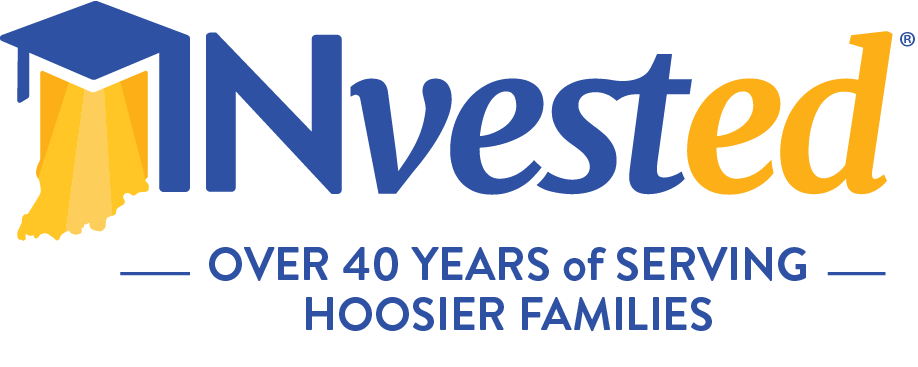 INvested®
OVER 40 YEARS of SERVING
HOOSIER FAMILIES